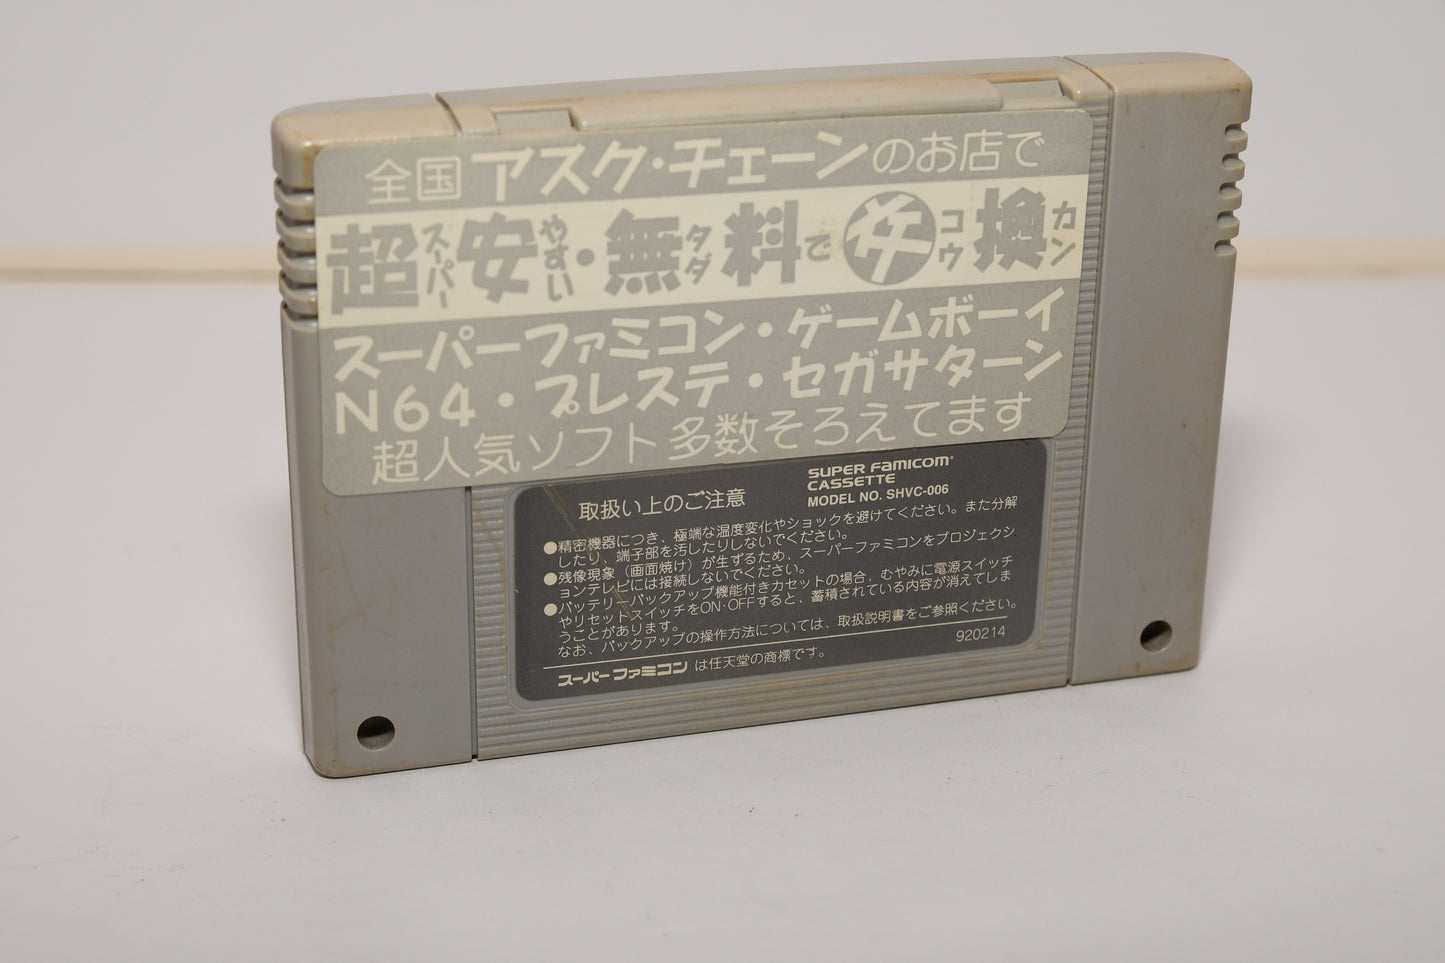 全国アスク・チェーンのお店で
超スーパー安やすい・無料タダで交コウ換カン
スーパーファミコン・ゲームボーイ
N64・プレステ・セガサターン
超人気ソフト多数そろえてます
取扱い上のご注意
SUPER FAMICOM
CASSETTE
MODEL NO. SHVC-006
●精密機器につき、極端な温度変化やショックを避けてください。また分解
したり、端子部を汚したりしないでください。
●残像現象（画面焼け）が生ずるため、スーパーファミコンをプロジェクシ
ョンテレビには接続しないでください。
●バッテリーバックアップ機能付きカセットの場合、むやみに電源スイッチ
やリセットスイッチをON・OFFすると、蓄積されている内容が消えてしま
うことがあります。
なお、バックアップの操作方法については、取扱説明書をご参照ください。
920214
スーパーファミコンは任天堂の商標です。